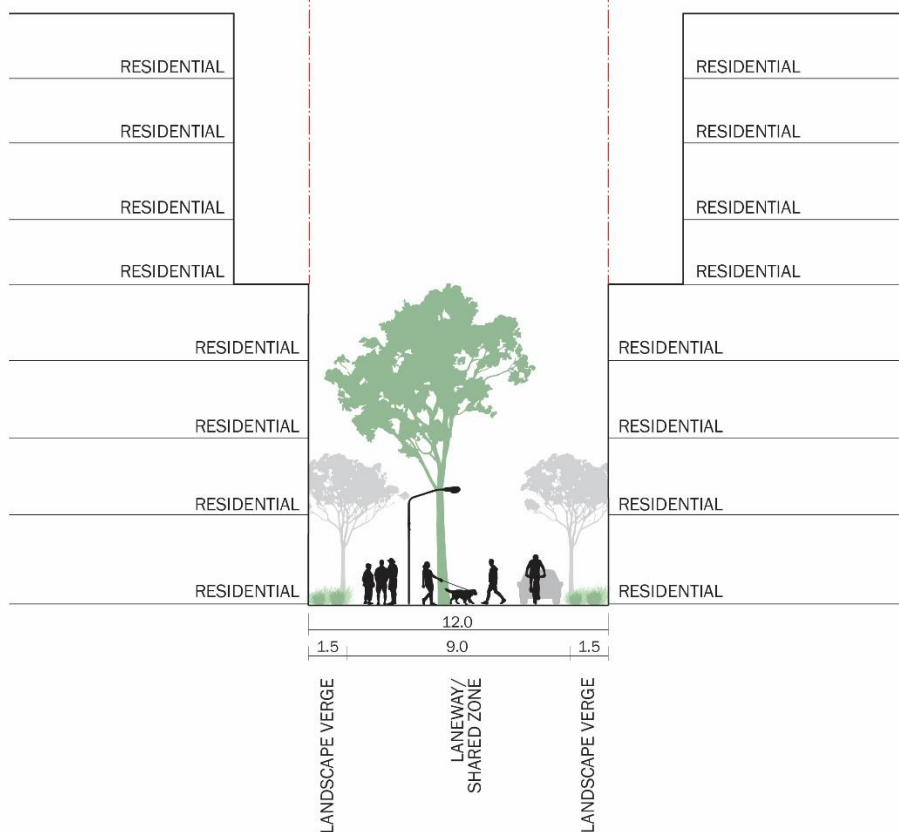 RESIDENTIAL RESIDENTIAL
RESIDENTIAL RESIDENTIAL
RESIDENTIAL RESIDENTIAL
RESIDENTIAL RESIDENTIAL
RESIDENTIAL RESIDENTIAL
RESIDENTIAL RESIDENTIAL
RESIDENTIAL RESIDENTIAL
RESIDENTIAL RESIDENTIAL
12.0
1.5 9.0 1.5
LANDSCAPE VERGE
LANEWAY/
SHARED ZONE
LANDSCAPE VERGE